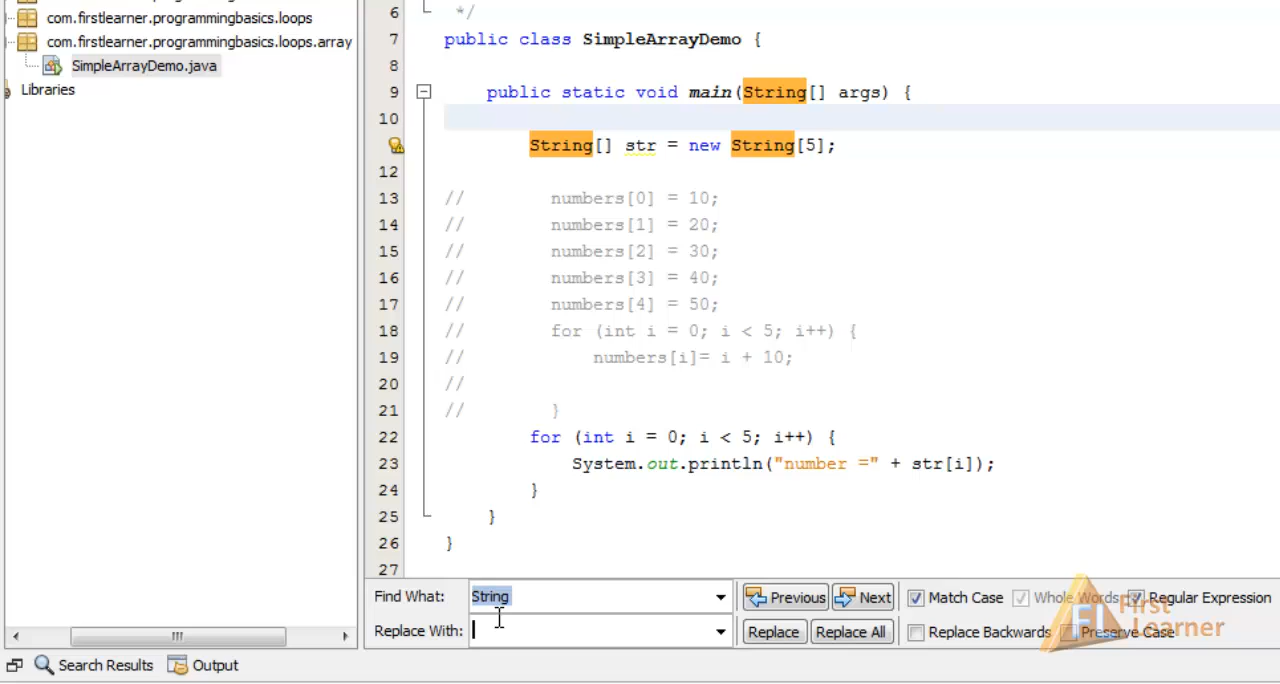 com.firstlearner.programmingbasics.loops
com.firstlearner.programmingbasics.loops.array
SimpleArrayDemo.java
Libraries
6 */
7 public class SimpleArrayDemo {
8
9 public static void main(String[] args) {
10
String[] str = new String[5];
12
13 // numbers[0] = 10;
14 // numbers[1] = 20;
15 // numbers[2] = 30;
16 // numbers[3] = 40;
17 // numbers[4] = 50;
18 // for (int i = 0; i < 5; i++) {
19 // numbers[i]= i + 10;
20 //
21 // }
22 for (int i = 0; i < 5; i++) {
23 System.out.println("number =" + str[i]);
24 }
25 }
26 }
27
Find What: String Previous Next Match Case Whole Words Regular Expression
Replace With: Replace Replace All Replace Backwards Preserve Case
First
Learner
Search Results Output